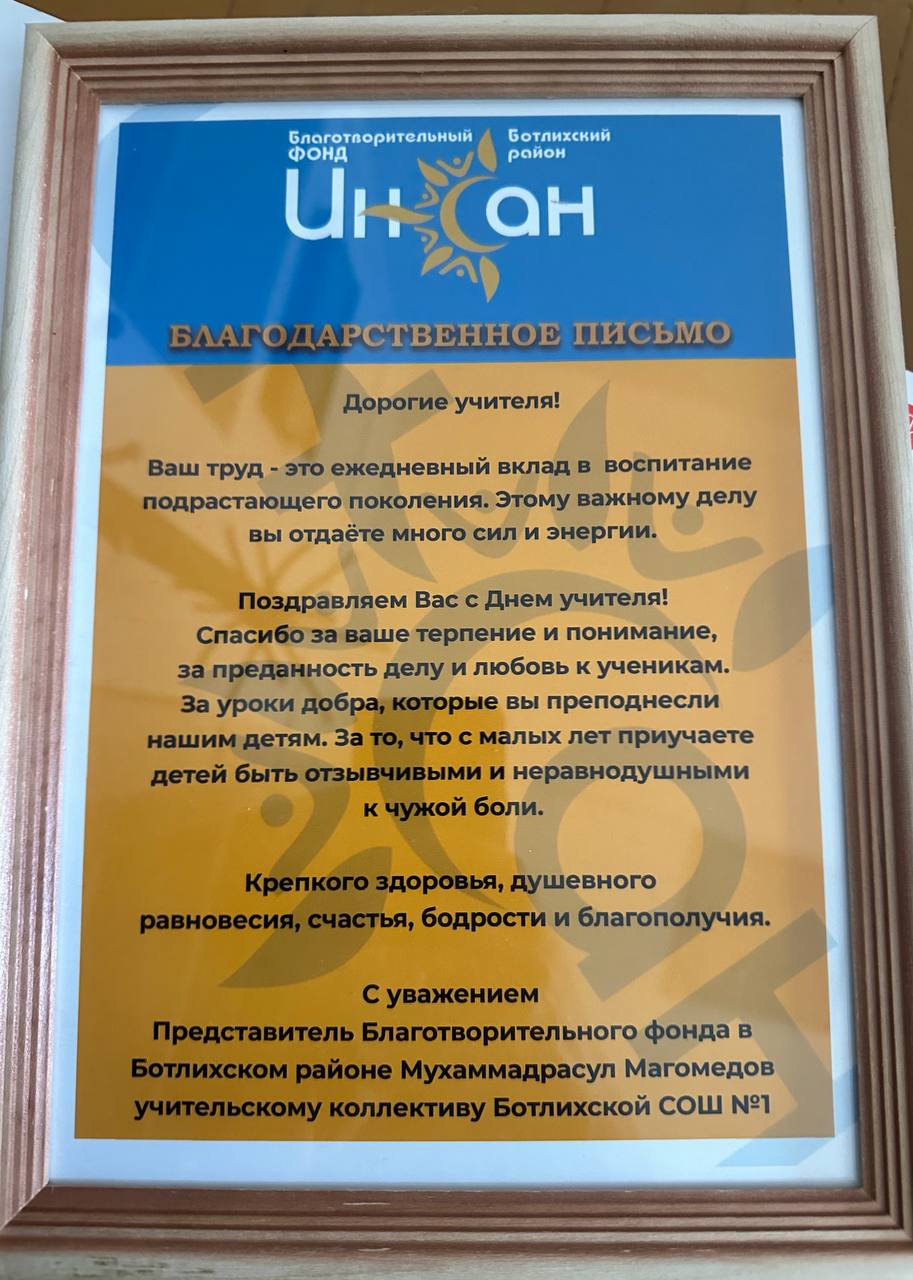 Благотворительный ФОНД
Ботлихский район
Инсан
БЛАГОДАРСТВЕННОЕ ПИСЬМО
Дорогие учителя!
Ваш труд - это ежедневный вклад в воспитание
подрастающего поколения. Этому важному делу
вы отдаёте много сил и энергии.
Поздравляем Вас с Днем учителя!
Спасибо за ваше терпение и понимание,
за преданность делу и любовь к ученикам.
За уроки добра, которые вы преподнесли
нашим детям. За то, что с малых лет приучаете
детей быть отзывчивыми и неравнодушными
к чужой боли.
Крепкого здоровья, душевного
равновесия, счастья, бодрости и благополучия.
С уважением
Представитель Благотворительного фонда в
Ботлихском районе Мухаммадрасул Магомедов
учительскому коллективу Ботлихской СОШ №1